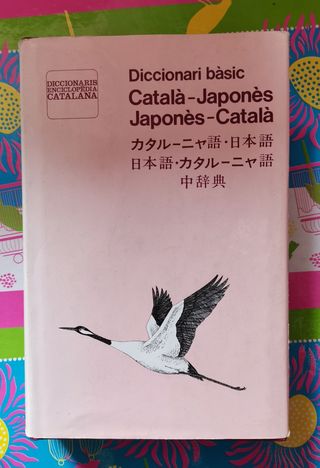 DICCIONARIS
ENCICLOPÈDIA
CATALANA
Diccionari bàsic
Català-Japonès
Japonès-Català
カタルーニャ語・日本語
日本語・カタルーニャ語
中辞典